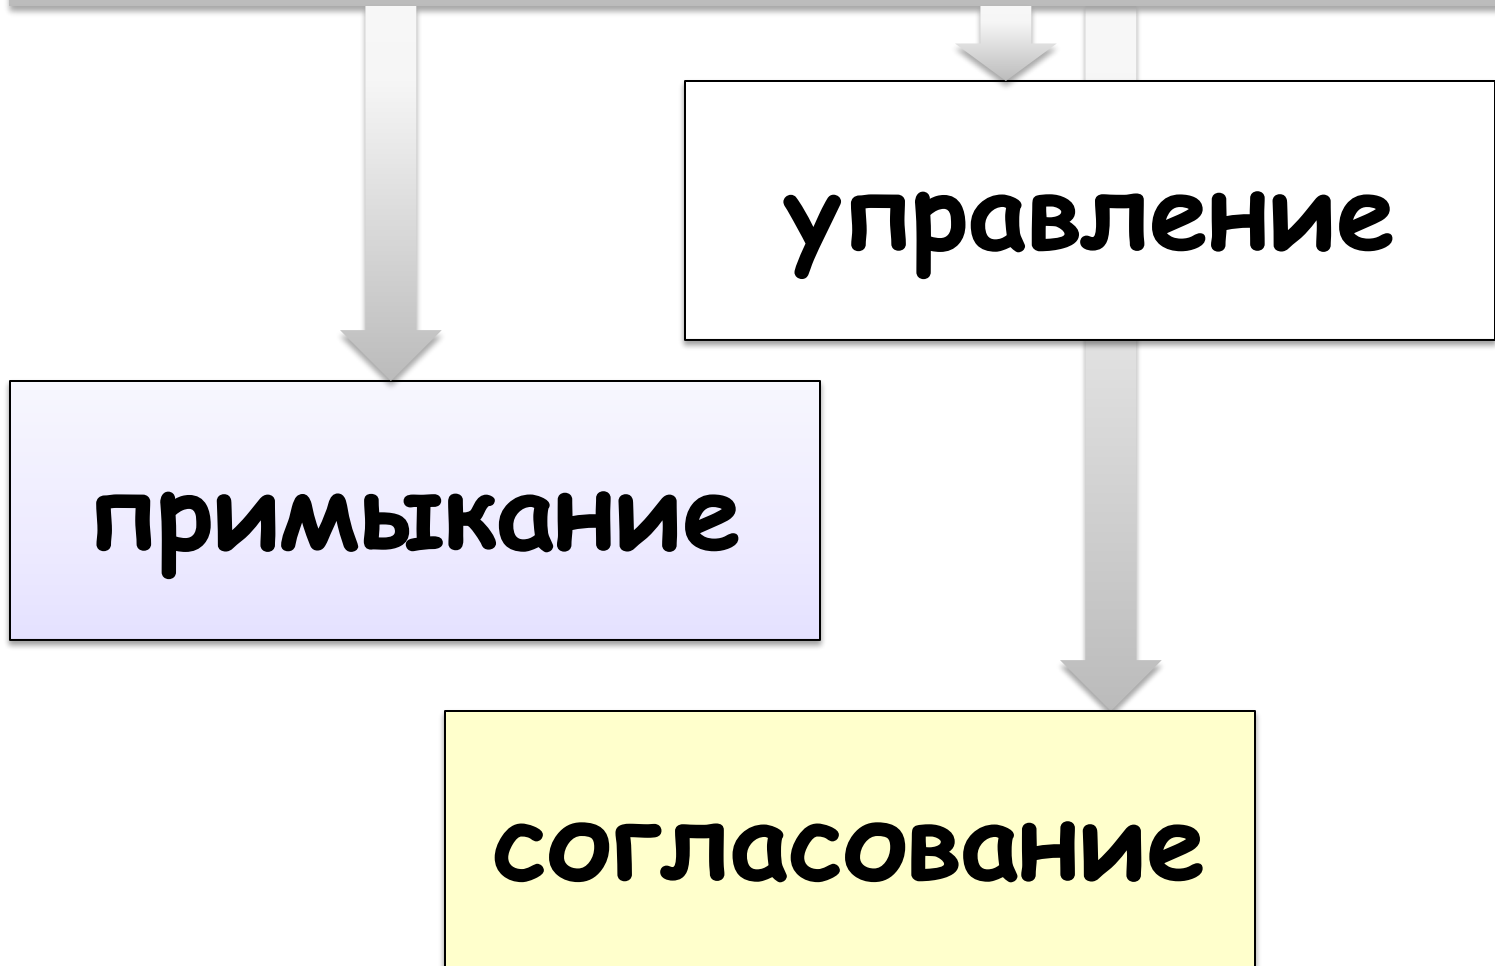 управление
примыкание
согласование